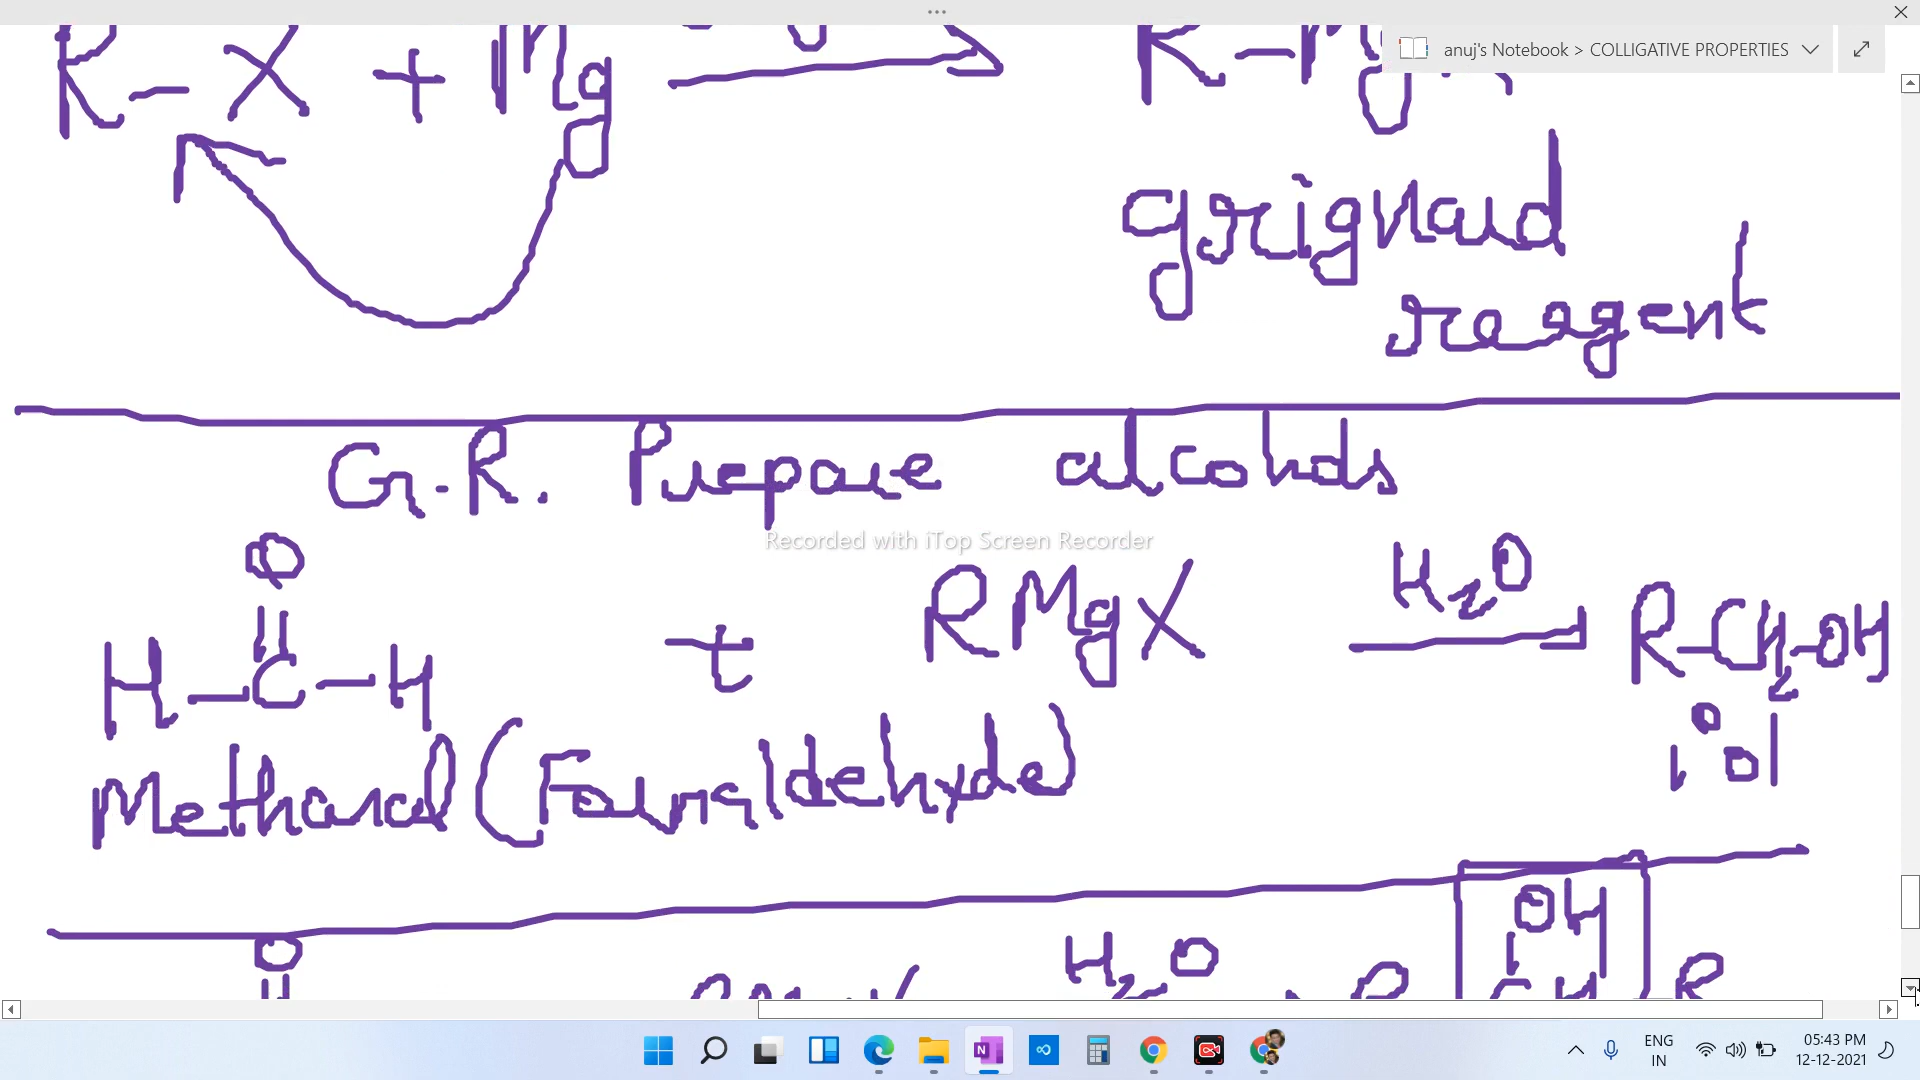 anuj's Notebook > COLLIGATIVE PROPERTIES
R-X + Mg
grignard
reagent
G.R. Prepare alcohols
Recorded with iTop Screen Recorder
O
H-C-H + RMgX H2O R-CH2-OH
1° ol
Methanal (Formaldehyde)
O
H2O
OH
CH R
ENG
IN
05:43 PM
12-12-2021